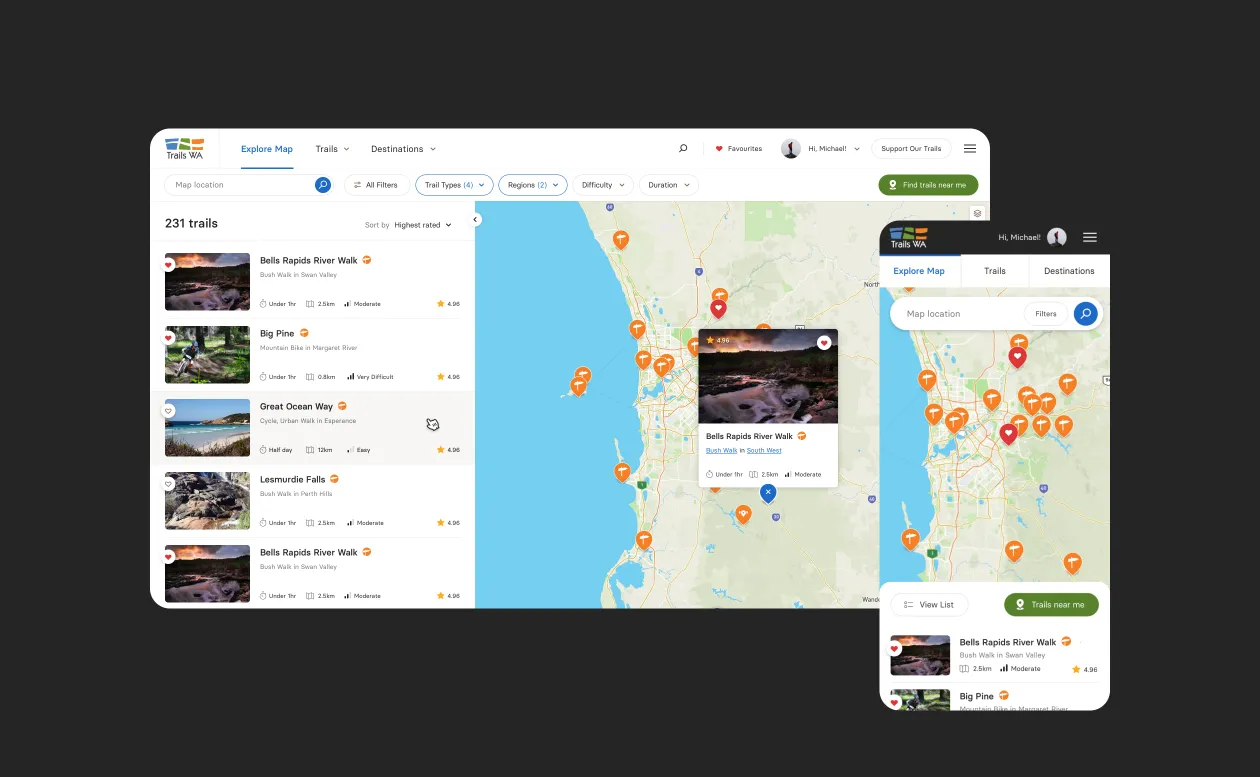 Trails WA
Explore Map
Trails
Destinations
Favourites
Hi, Michael!
Support Our Trails
Map location
All Filters
Trail Types (4)
Regions (2)
Difficulty
Duration
Find trails near me
231 trails
Sort by Highest rated
Bells Rapids River Walk
Bush Walk in Swan Valley
Under 1hr 2.5km Moderate 4.96
Big Pine
Mountain Bike in Margaret River
Under 1hr 0.8km Very Difficult 4.96
Great Ocean Way
Cycle, Urban Walk in Esperance
Half day 12km Easy 4.96
Lesmurdie Falls
Bush Walk in Perth Hills
Under 1hr 2.5km Moderate 4.96
Bells Rapids River Walk
Bush Walk in Swan Valley
Under 1hr 2.5km Moderate 4.96
North
4.96
Bells Rapids River Walk
Bush Walk in South West
Under 1hr 2.5km Moderate
Wand
Trails WA
Hi, Michael!
Explore Map
Trails
Destinations
Map location
Filters
View List
Trails near me
Bells Rapids River Walk
Bush Walk in Swan Valley
2.5km Moderate 4.96
Big Pine
Mountain Bike in Margaret River